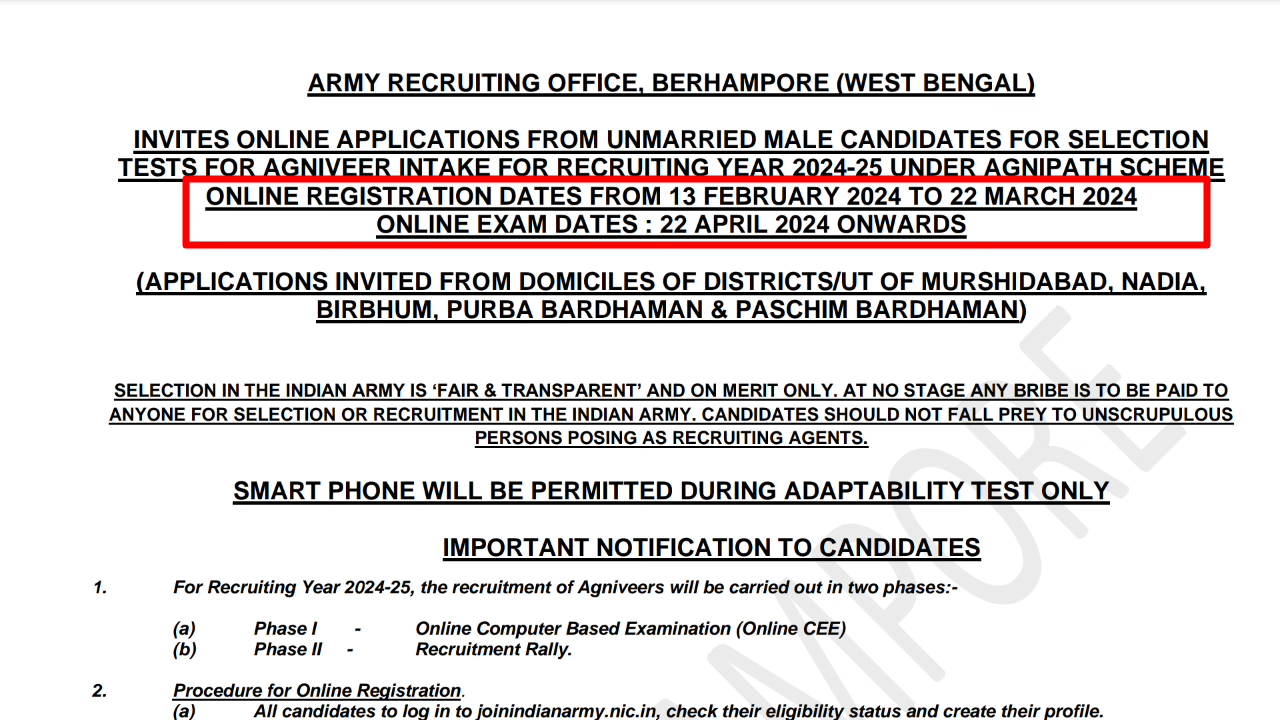 ARMY RECRUITING OFFICE, BERHAMPORE (WEST BENGAL)
INVITES ONLINE APPLICATIONS FROM UNMARRIED MALE CANDIDATES FOR SELECTION
TESTS FOR AGNIVEER INTAKE FOR RECRUITING YEAR 2024-25 UNDER AGNIPATH SCHEME
ONLINE REGISTRATION DATES FROM 13 FEBRUARY 2024 TO 22 MARCH 2024
ONLINE EXAM DATES : 22 APRIL 2024 ONWARDS
(APPLICATIONS INVITED FROM DOMICILES OF DISTRICTS/UT OF MURSHIDABAD, NADIA,
BIRBHUM, PURBA BARDHAMAN & PASCHIM BARDHAMAN)
SELECTION IN THE INDIAN ARMY IS ‘FAIR & TRANSPARENT’ AND ON MERIT ONLY. AT NO STAGE ANY BRIBE IS TO BE PAID TO
ANYONE FOR SELECTION OR RECRUITMENT IN THE INDIAN ARMY. CANDIDATES SHOULD NOT FALL PREY TO UNSCRUPULOUS
PERSONS POSING AS RECRUITING AGENTS.
SMART PHONE WILL BE PERMITTED DURING ADAPTABILITY TEST ONLY
IMPORTANT NOTIFICATION TO CANDIDATES
1. For Recruiting Year 2024-25, the recruitment of Agniveers will be carried out in two phases:-
(a) Phase I - Online Computer Based Examination (Online CEE)
(b) Phase II - Recruitment Rally.
2. Procedure for Online Registration.
(a) All candidates to log in to joinindianarmy.nic.in, check their eligibility status and create their profile.
AMPORE